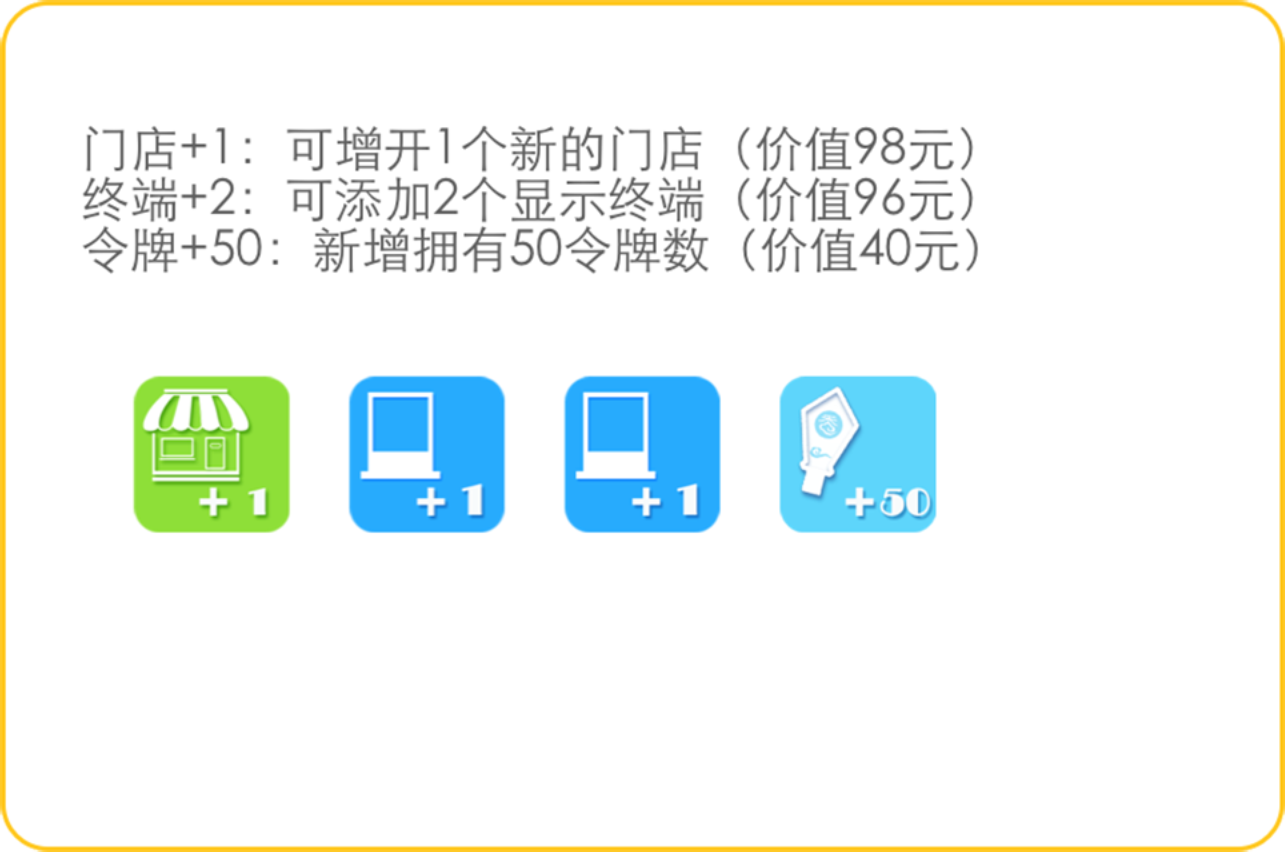 门店+1：可增开1个新的门店（价值98元）
终端+2：可添加2个显示终端（价值96元）
令牌+50：新增拥有50令牌数（价值40元）
+1 +1 +1 +50